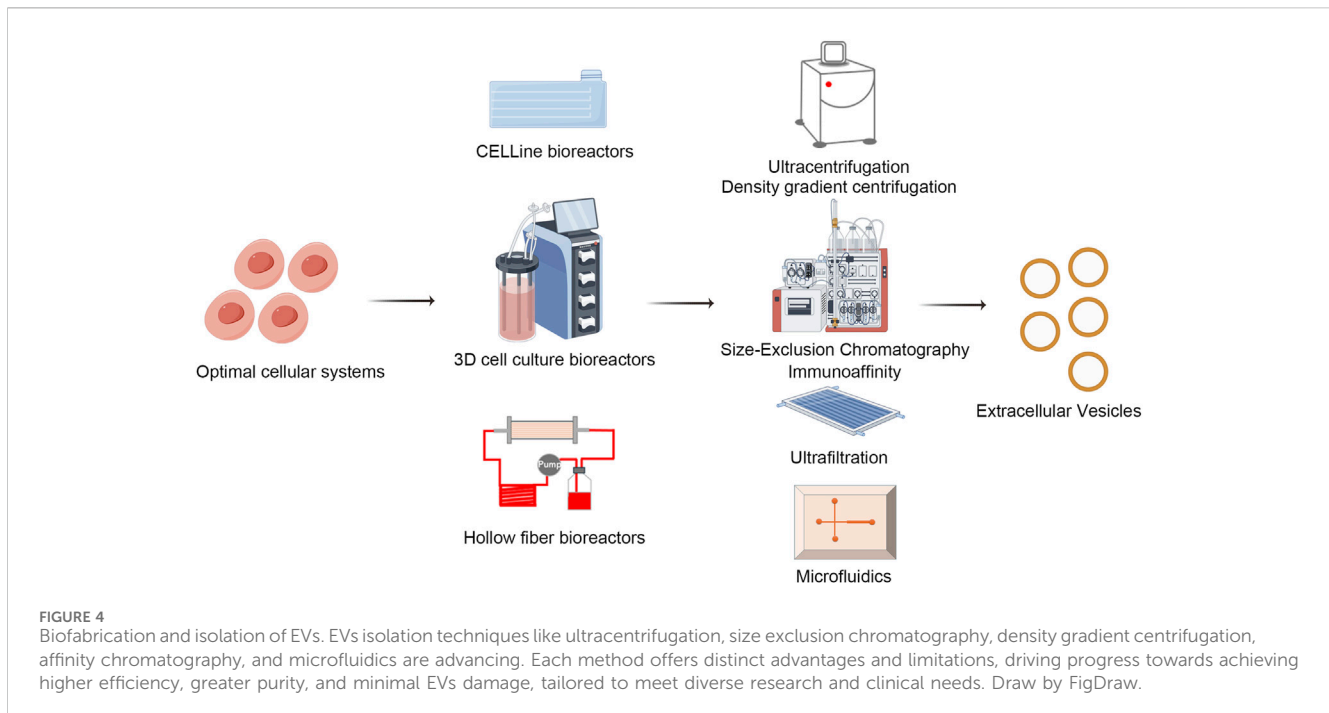 CELLine bioreactors
Ultracentrifugation
Density gradient centrifugation
Optimal cellular systems
3D cell culture bioreactors
Size-Exclusion Chromatography
Immunoaffinity
Extracellular Vesicles
Ultrafiltration
Pump
Hollow fiber bioreactors
Microfluidics
FIGURE 4
Biofabrication and isolation of EVs. EVs isolation techniques like ultracentrifugation, size exclusion chromatography, density gradient centrifugation,
affinity chromatography, and microfluidics are advancing. Each method offers distinct advantages and limitations, driving progress towards achieving
higher efficiency, greater purity, and minimal EVs damage, tailored to meet diverse research and clinical needs. Draw by FigDraw.